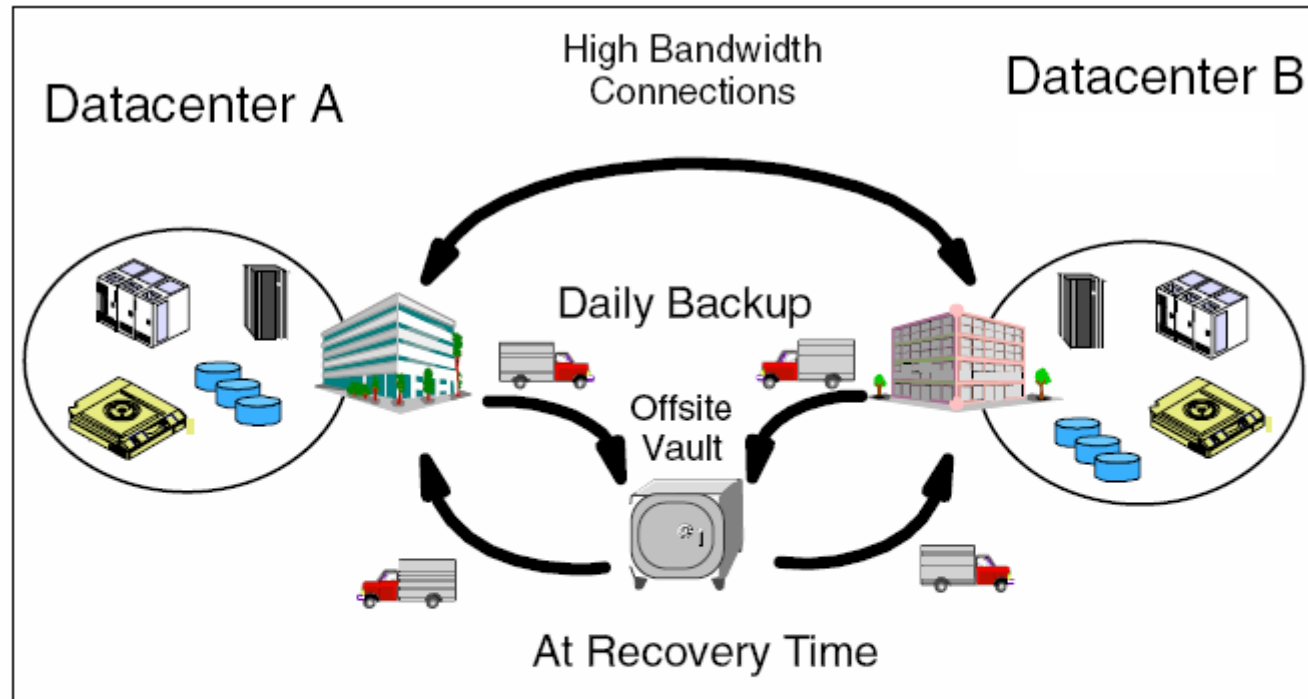 High Bandwidth
Connections
Datacenter A
Datacenter B
Daily Backup
Offsite
Vault
At Recovery Time